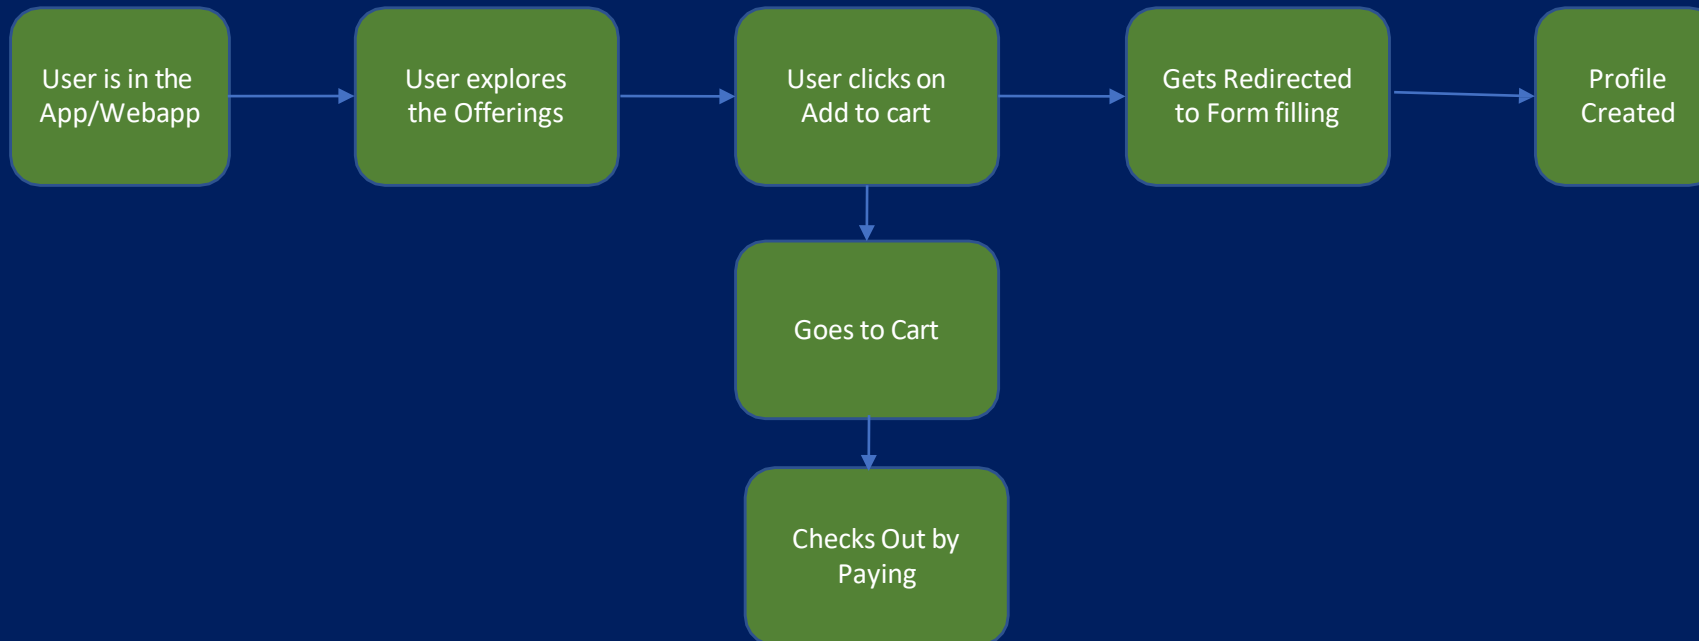 User is in the
App/Webapp
User explores
the Offerings
User clicks on
Add to cart
Gets Redirected
to Form filling
Profile
Created
Goes to Cart
Checks Out by
Paying